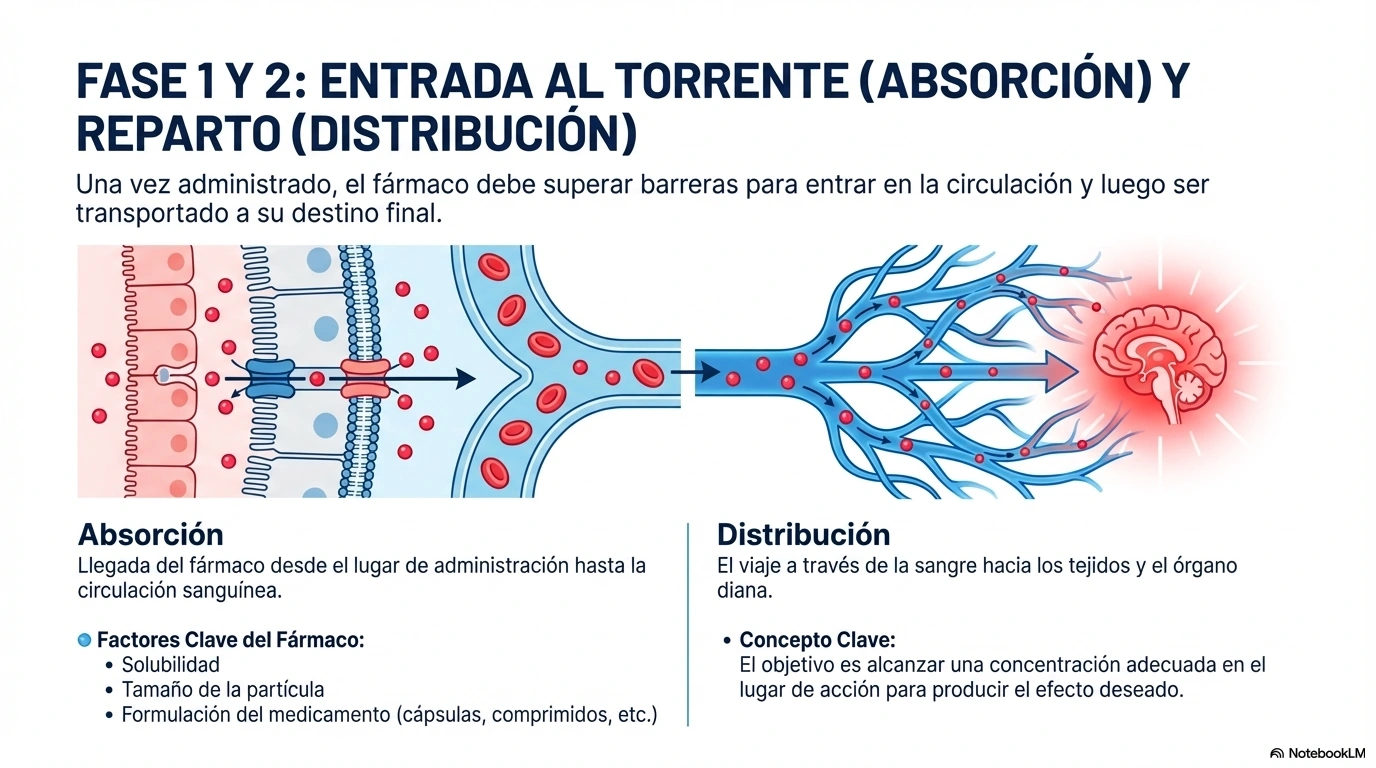 FASE 1 Y 2: ENTRADA AL TORRENTE (ABSORCIÓN) Y
REPARTO (DISTRIBUCIÓN)
Una vez administrado, el fármaco debe superar barreras para entrar en la circulación y luego ser
transportado a su destino final.
Absorción
Llegada del fármaco desde el lugar de administración hasta la
circulación sanguínea.
Factores Clave del Fármaco:
• Solubilidad
• Tamaño de la partícula
• Formulación del medicamento (cápsulas, comprimidos, etc.)
Distribución
El viaje a través de la sangre hacia los tejidos y el órgano
diana.
• Concepto Clave:
El objetivo es alcanzar una concentración adecuada en el
lugar de acción para producir el efecto deseado.
NotebookLM